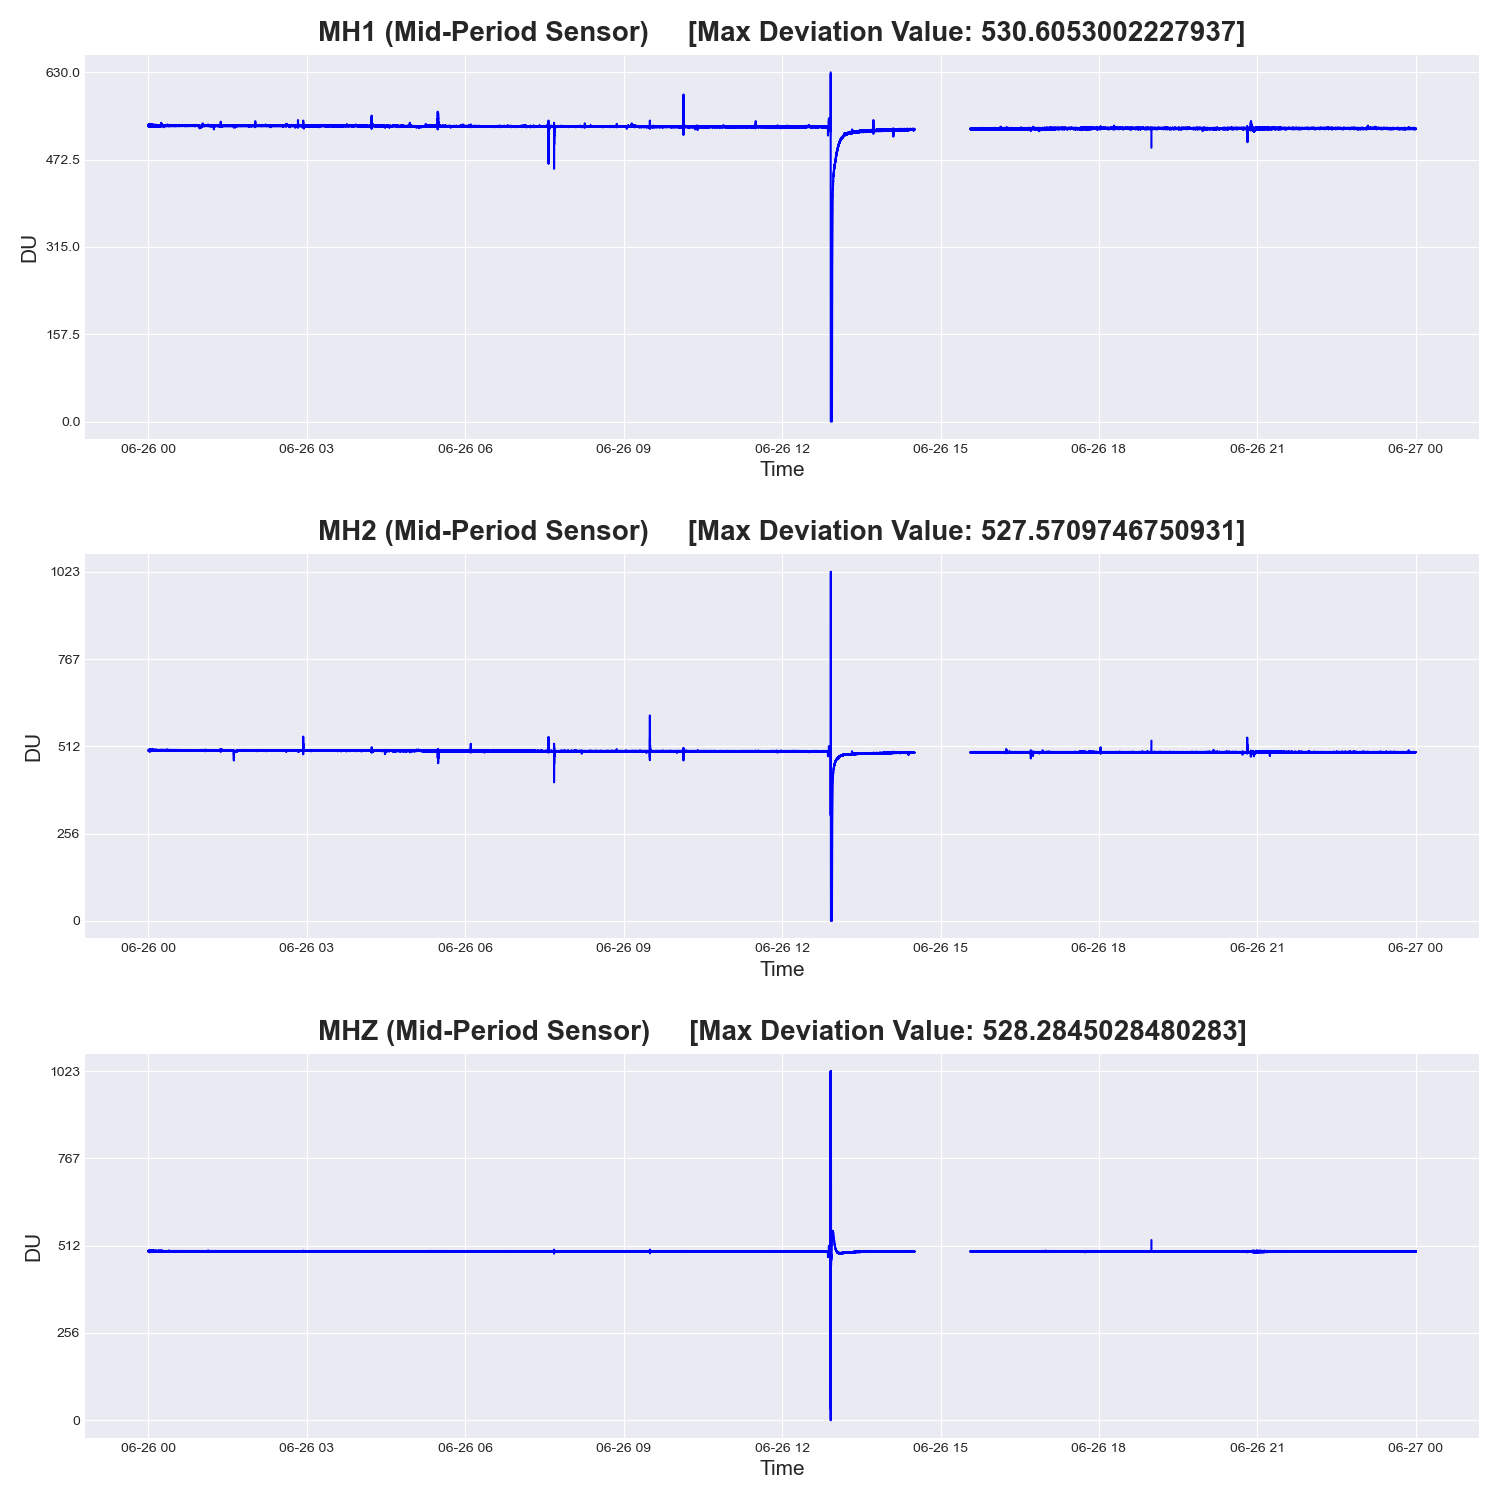 MH1 (Mid-Period Sensor) [Max Deviation Value: 530.6053002227937]
630.0
472.5
315.0
157.5
0.0
DU
06-26 00 06-26 03 06-26 06 06-26 09 06-26 12 06-26 15 06-26 18 06-26 21 06-27 00
Time
MH2 (Mid-Period Sensor) [Max Deviation Value: 527.5709746750931]
1023
767
512
256
0
DU
06-26 00 06-26 03 06-26 06 06-26 09 06-26 12 06-26 15 06-26 18 06-26 21 06-27 00
Time
MHZ (Mid-Period Sensor) [Max Deviation Value: 528.2845028480283]
1023
767
512
256
0
DU
06-26 00 06-26 03 06-26 06 06-26 09 06-26 12 06-26 15 06-26 18 06-26 21 06-27 00
Time